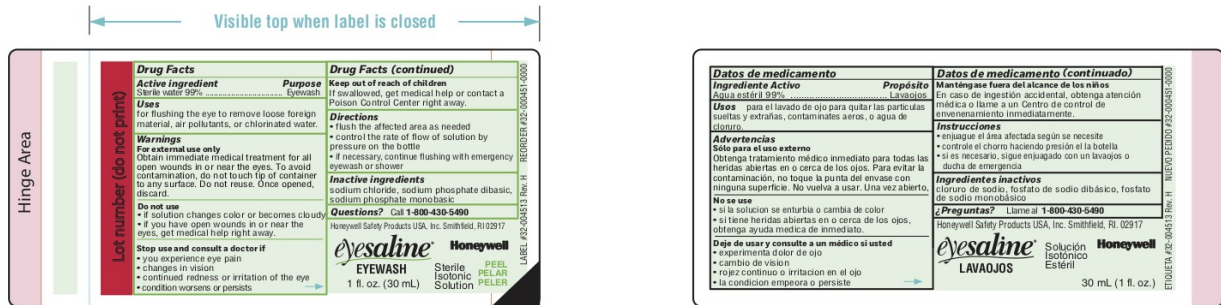 Visible top when label is closed
Hinge Area
Lot number (do not print)
Drug Facts
Active ingredient Purpose
Sterile water 99% ................................ Eyewash
Uses
for flushing the eye to remove loose foreign
material, air pollutants, or chlorinated water.
Warnings
For external use only
Obtain immediate medical treatment for all
open wounds in or near the eyes. To avoid
contamination, do not touch tip of container
to any surface. Do not reuse. Once opened,
discard.
Do not use
• if solution changes color or becomes cloudy
• if you have open wounds in or near the
eyes, get medical help right away.
Stop use and consult a doctor if
• you experience eye pain
• changes in vision
• continued redness or irritation of the eye
• condition worsens or persists
Drug Facts (continued)
Keep out of reach of children
If swallowed, get medical help or contact a
Poison Control Center right away.
Directions
• flush the affected area as needed
• control the rate of flow of solution by
pressure on the bottle
• if necessary, continue flushing with emergency
eyewash or shower
Inactive ingredients
sodium chloride, sodium phosphate dibasic,
sodium phosphate monobasic
Questions? Call 1-800-430-5490
Honeywell Safety Products USA, Inc. Smithfield, RI 02917
eyesaline®
EYEWASH
1 fl. oz. (30 mL)
Honeywell
Sterile
Isotonic
Solution
PEEL
PELAR
PELER
LABEL #32-004513 Rev. H REORDER #32-000451-0000
Datos de medicamento
Ingrediente Activo Propósito
Agua estéril 99% ................................ Lavaojos
Usos para el lavado de ojo para quitar las particulas
sueltas y extrañas, contaminates aereos, o agua de
cloruro.
Advertencias
Sólo para el uso externo
Obtenga tratamiento médico inmediato para todas las
heridas abiertas en o cerca de los ojos. Para evitar la
contaminación, no toque la punta del envase con
ninguna superficie. No vuelva a usar. Una vez abierto,
No se use
• si la solucion se enturbia o cambia de color
• si tiene heridas abiertas en o cerca de los ojos,
obtenga ayuda medica de inmediato.
Deje de usar y consulte a un médico si usted
• experimenta dolor de ojo
• cambio de vision
• rojez continuo o irritacion en el ojo
• la condicion empeora o persiste
Datos de medicamento (continuado)
Manténgase fuera del alcance de los niños
En caso de ingestión accidental, obtenga atención
médica o llame a un Centro de control de
envenenamiento inmediatamente.
Instrucciones
• enjuague el área afectada según se necesite
• controle el chorro haciendo presión el la botella
• si es necesario, sigue enjugado con un lavaojos o
ducha de emergencia
Ingredientes inactivos
cloruro de sodio, fosfato de sodio dibásico, fosfato
de sodio monobásico
¿Preguntas? Llame al 1-800-430-5490
Honeywell Safety Products USA, Inc. Smithfield, RI. 02917
eyesaline®
LAVAOJOS
Solución
Isotónico
Estéril
Honeywell
30 mL (1 fl. oz.)
ETIQUETA #32-004513 Rev. H NUEVO PEDIDO #32-000451-0000